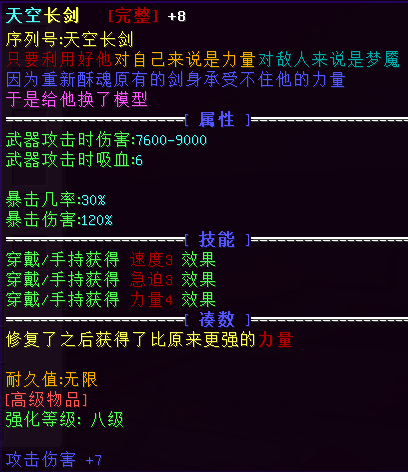 天空长剑 [完整] +8
序列号:天空长剑
只要利用好他对自己来说是力量对敌人来说是梦魇
因为重新酥魂原有的剑身承受不住他的力量
于是给他换了模型
[ 属性 ]
武器攻击时伤害:7600-9000
武器攻击时吸血:6
暴击几率:30%
暴击伤害:120%
[ 技能 ]
穿戴/手持获得 速度3 效果
穿戴/手持获得 急迫3 效果
穿戴/手持获得 力量4 效果
[ 凑数 ]
修复了之后获得了比原来更强的力量
耐久值:无限
[高级物品]
强化等级: 八级
攻击伤害 +7